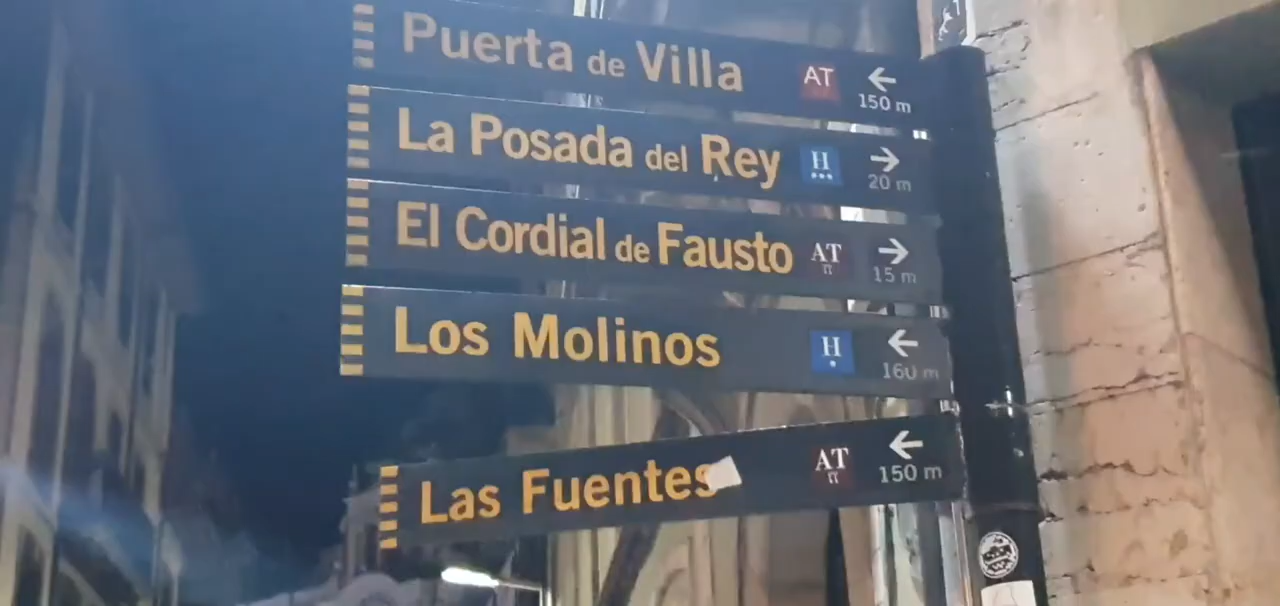 Puerta de Villa AT ← 150 m
La Posada del Rey H → 20 m
El Cordial de Fausto AT → 15 m
Los Molinos H ← 160 m
Las Fuentes AT ← 150 m